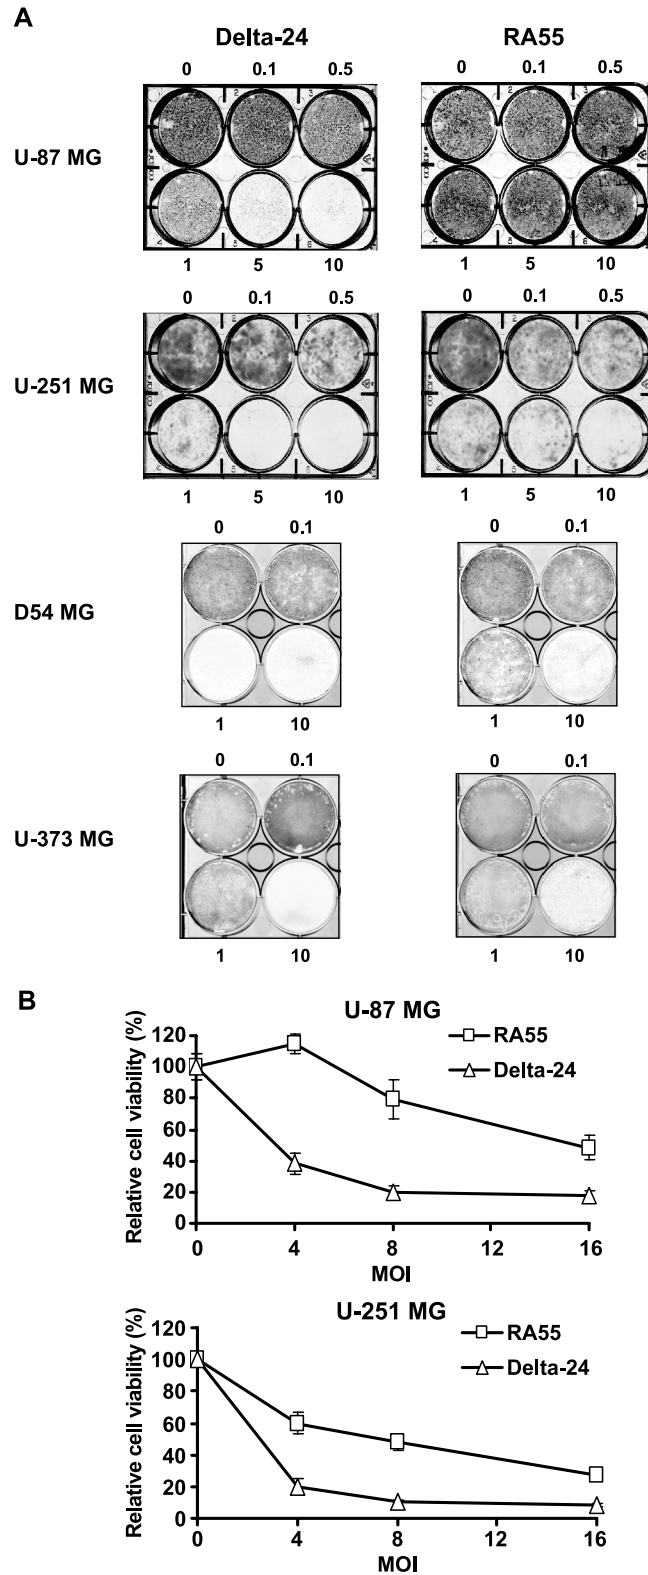 A
Delta-24 RA55
0 0.1 0.5 0 0.1 0.5
U-87 MG
1 5 10 1 5 10
0 0.1 0.5 0 0.1 0.5
U-251 MG
1 5 10 1 5 10
0 0.1 0 0.1
D54 MG
1 10 1 10
0 0.1 0 0.1
U-373 MG
1 10 1 10
B
U-87 MG
Relative cell viability (%)
120
100
80
60
40
20
0
RA55
Delta-24
0 4 8 12 16
MOI
U-251 MG
Relative cell viability (%)
120
100
80
60
40
20
0
RA55
Delta-24
0 4 8 12 16
MOI